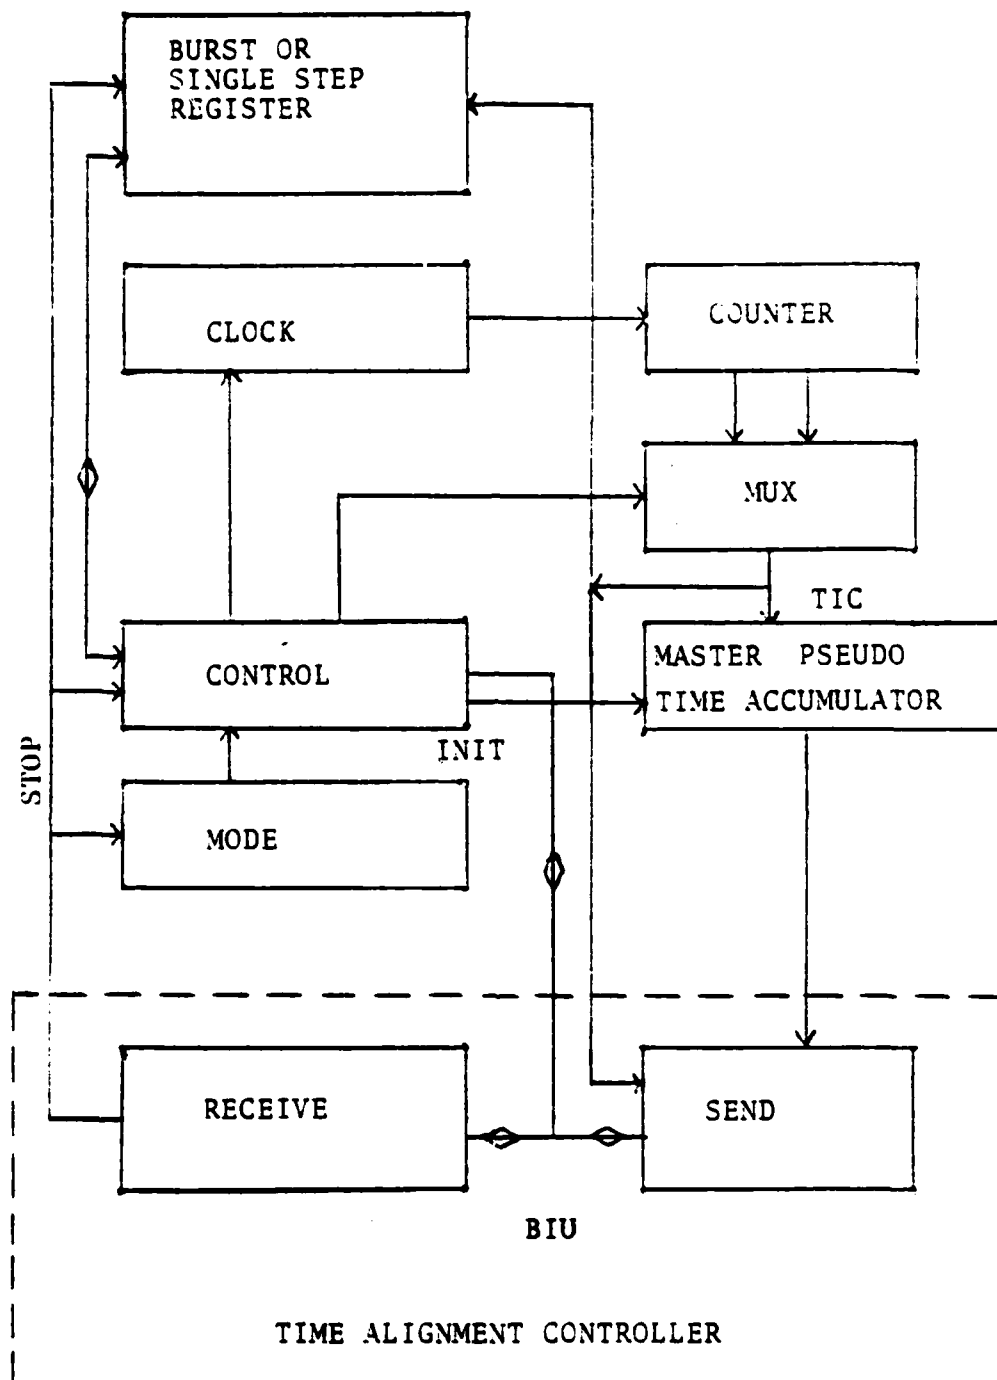 BURST OR
SINGLE STEP
REGISTER
CLOCK
COUNTER
MUX
TIC
CONTROL
MASTER PSEUDO
TIME ACCUMULATOR
INIT
STOP
MODE
RECEIVE
SEND
BIU
TIME ALIGNMENT CONTROLLER